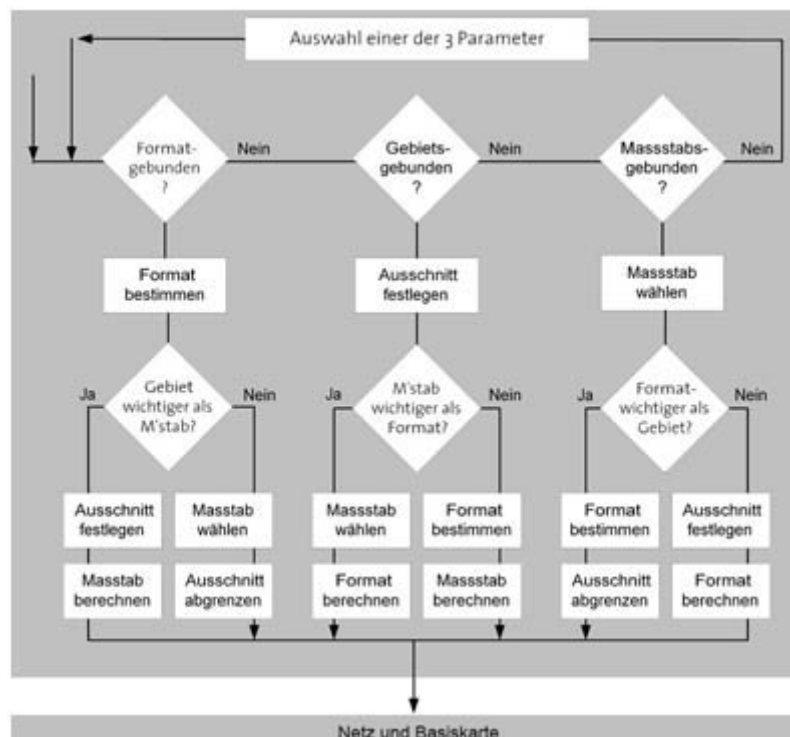 Auswahl einer der 3 Parameter
Format-
gebunden
?
Nein
Gebiets-
gebunden
?
Nein
Massstabs-
gebunden
?
Nein
Format
bestimmen
Ausschnitt
festlegen
Massstab
wählen
Ja
Gebiet
wichtiger als
M'stab?
Nein
Ja
M'stab
wichtiger als
Format?
Nein
Ja
Format-
wichtiger als
Gebiet?
Nein
Ausschnitt
festlegen
Masstab
wählen
Massstab
wählen
Format
bestimmen
Format
bestimmen
Ausschnitt
festlegen
Masstab
berechnen
Ausschnitt
abgrenzen
Format
berechnen
Massstab
berechnen
Ausschnitt
abgrenzen
Format
berechnen
Netz und Basiskarte